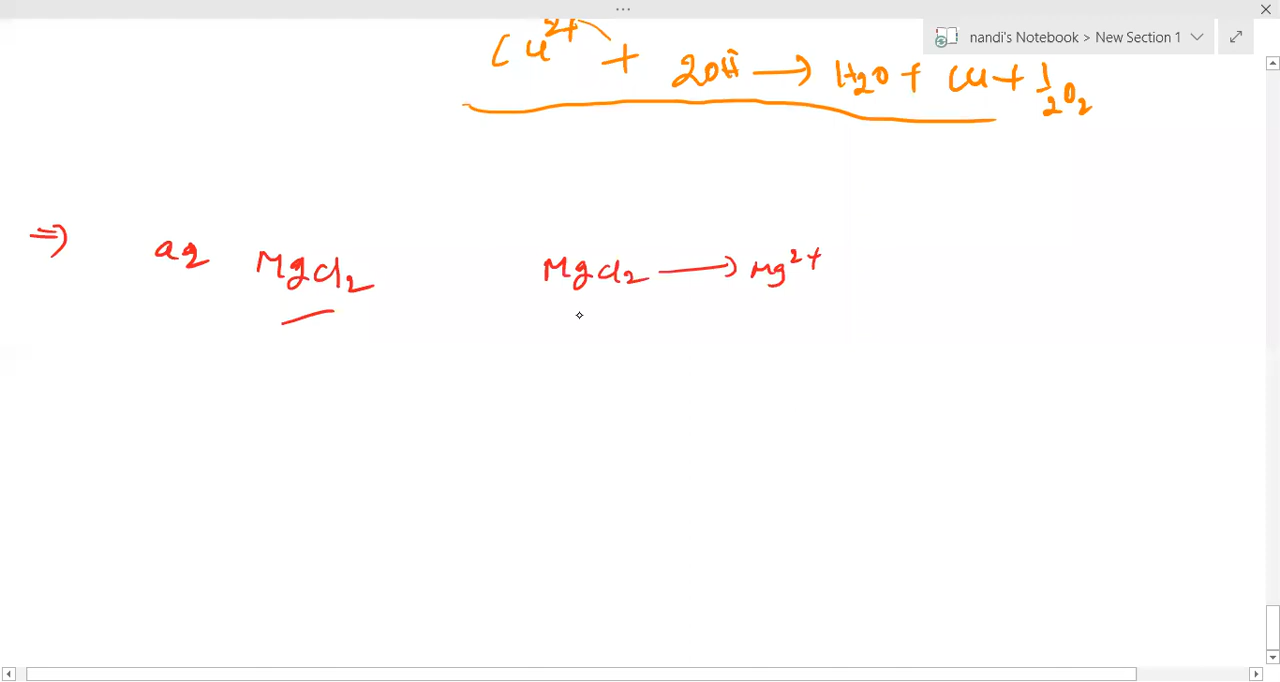 nandi's Notebook > New Section 1
Cu²⁺ + 2OH⁻ ⟶ H₂O + Cu + 1/2O₂
⇒ aq MgCl₂ MgCl₂ ⟶ Mg²⁺